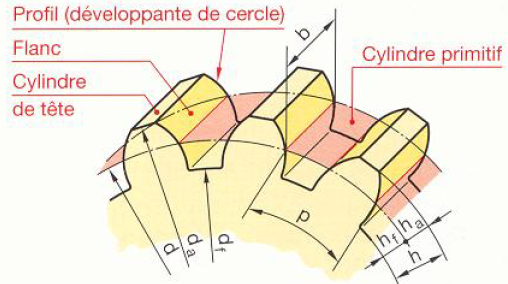 Profil (développante de cercle)
Flanc
Cylindre
de tête
b
Cylindre primitif
d
da
df
p
hf
ha
h